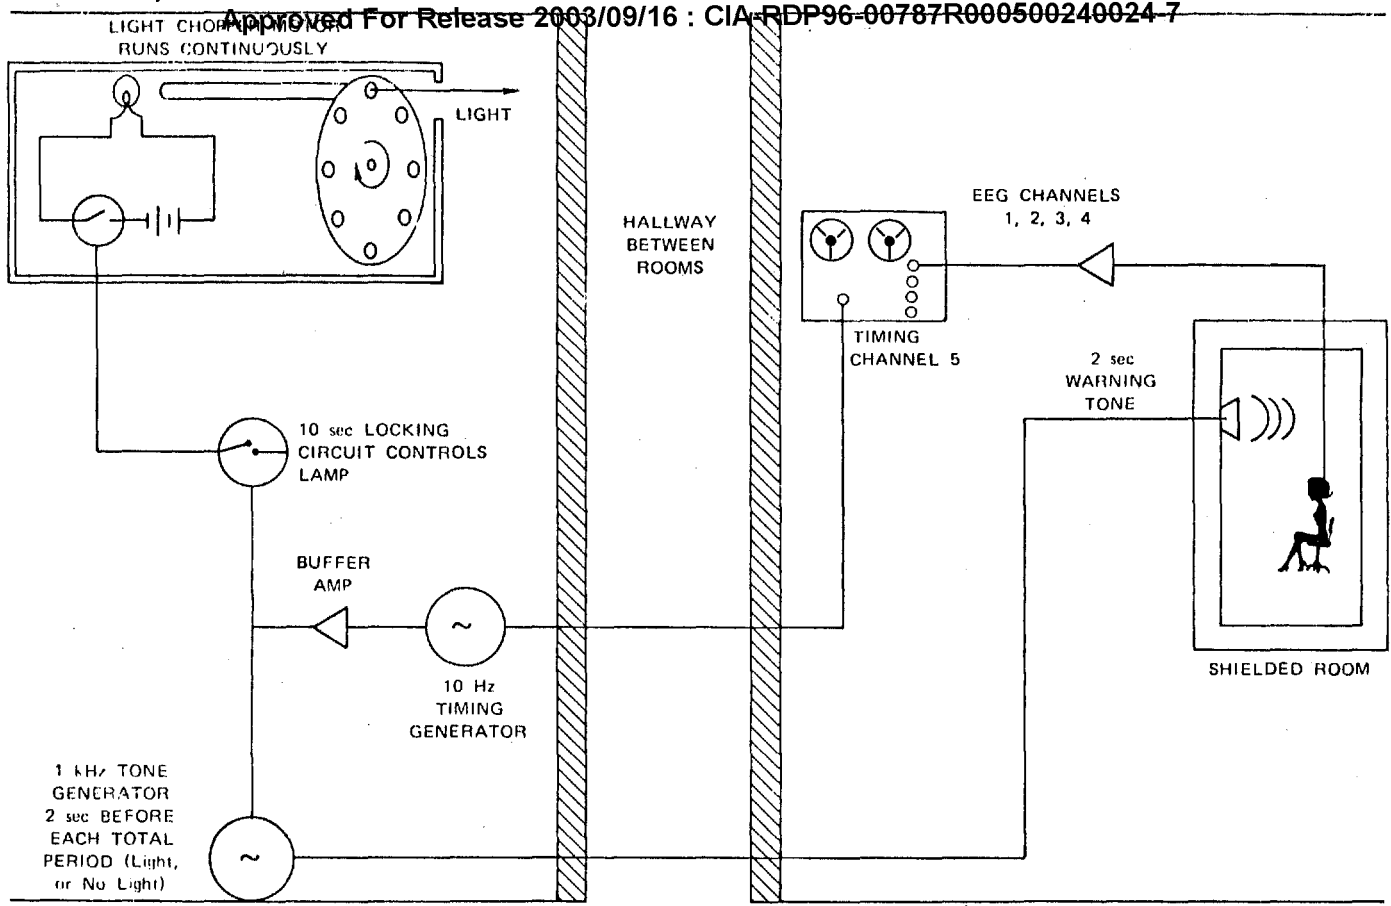 Approved For Release 2003/09/16 : CIA-RDP96-00787R000500240024-7
LIGHT CHOPPER MOTOR
RUNS CONTINUOUSLY
LIGHT
HALLWAY
BETWEEN
ROOMS
EEG CHANNELS
1, 2, 3, 4
TIMING
CHANNEL 5
2 sec
WARNING
TONE
10 sec LOCKING
CIRCUIT CONTROLS
LAMP
BUFFER
AMP
~
10 Hz
TIMING
GENERATOR
SHIELDED ROOM
1 kHz TONE
GENERATOR
2 sec BEFORE
EACH TOTAL
PERIOD (Light,
or No Light)
~